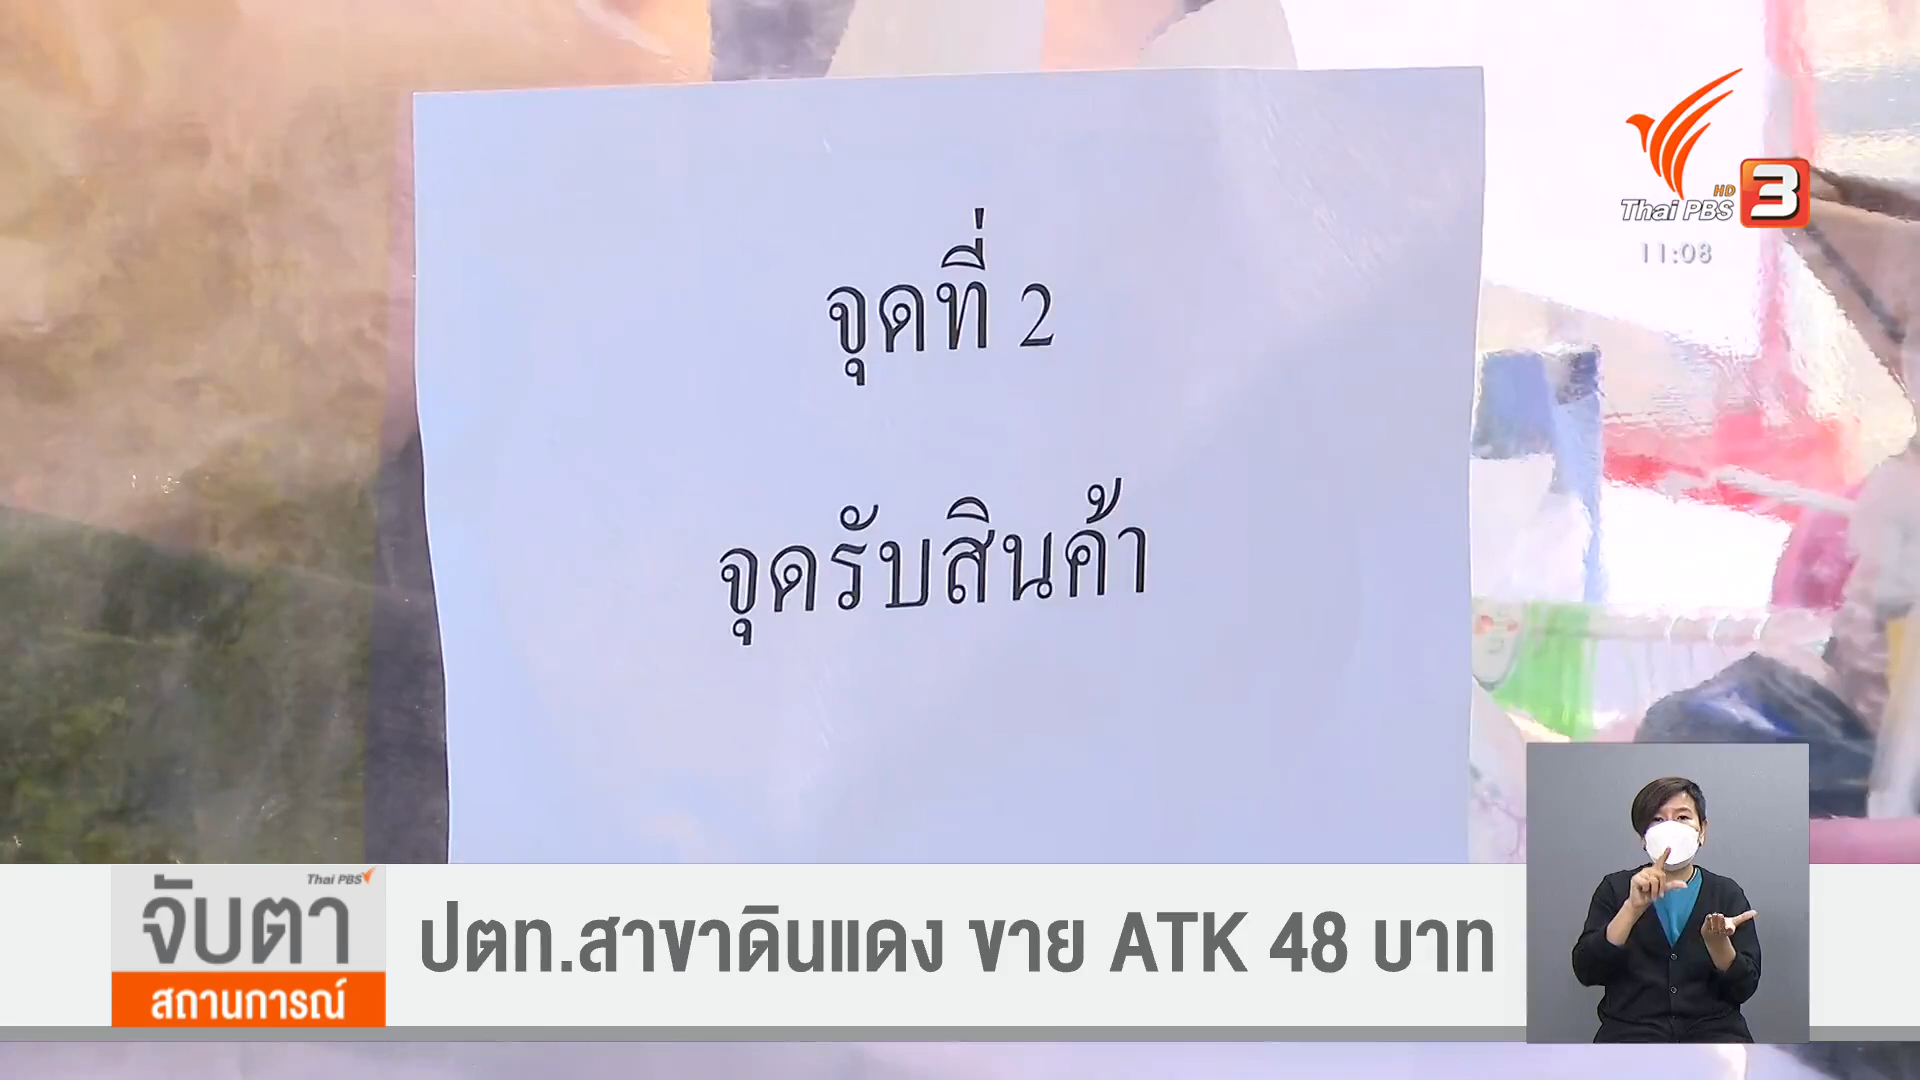 HD
Thai PBS 3
11:08
จุดที่ 2
จุดรับสินค้า
Thai PBS
จับตา
สถานการณ์
ปตท.สาขาดินแดง ขาย ATK 48 บาท